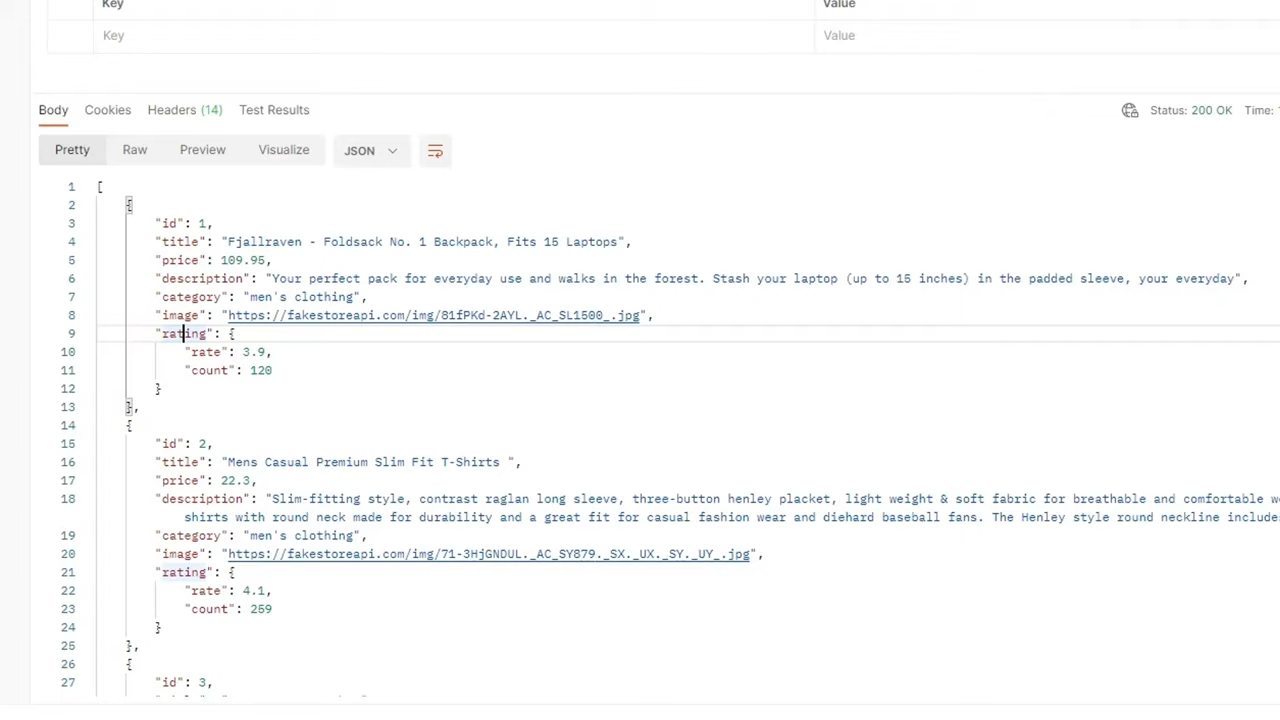 Key Value
Key Value
Body Cookies Headers (14) Test Results Status: 200 OK Time:
Pretty Raw Preview Visualize JSON
1 [
2 {
3 "id": 1,
4 "title": "Fjallraven - Foldsack No. 1 Backpack, Fits 15 Laptops",
5 "price": 109.95,
6 "description": "Your perfect pack for everyday use and walks in the forest. Stash your laptop (up to 15 inches) in the padded sleeve, your everyday",
7 "category": "men's clothing",
8 "image": "https://fakestoreapi.com/img/81fPKd-2AYL._AC_SL1500_.jpg",
9 "rating": {
10 "rate": 3.9,
11 "count": 120
12 }
13 },
14 {
15 "id": 2,
16 "title": "Mens Casual Premium Slim Fit T-Shirts ",
17 "price": 22.3,
18 "description": "Slim-fitting style, contrast raglan long sleeve, three-button henley placket, light weight & soft fabric for breathable and comfortable
shirts with round neck made for durability and a great fit for casual fashion wear and diehard baseball fans. The Henley style round neckline includes
19 "category": "men's clothing",
20 "image": "https://fakestoreapi.com/img/71-3HjGNDUL._AC_SY879._SX._UX._SY._UY_.jpg",
21 "rating": {
22 "rate": 4.1,
23 "count": 259
24 }
25 },
26 {
27 "id": 3,